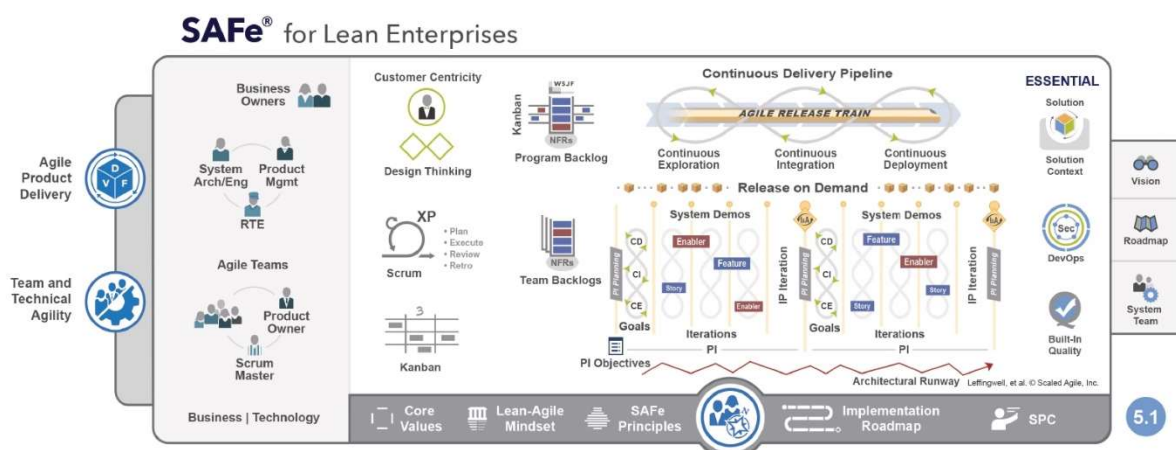 SAFe® for Lean Enterprises
Agile
Product
Delivery
D
V F
Team and
Technical
Agility
Business
Owners
System
Arch/Eng
Product
Mgmt
RTE
Agile Teams
Product
Owner
Scrum
Master
Business | Technology
Customer Centricity
Design Thinking
XP
• Plan
• Execute
• Review
• Retro
Scrum
3
Kanban
WSJF
Kanban
NFRs
Program Backlog
NFRs
Team Backlogs
Continuous Delivery Pipeline
AGILE RELEASE TRAIN
Continuous
Exploration
Continuous
Integration
Continuous
Deployment
Release on Demand
System Demos
System Demos
PI Planning
CD
CI
CE
Goals
Enabler
Feature
Story
Enabler
Iterations
IP Iteration
I&A
PI Planning
CD
CI
CE
Goals
Feature
Enabler
Story
Story
Iterations
IP Iteration
I&A
PI Planning
PI Objectives
PI
PI
Architectural Runway
Leffingwell, et al. © Scaled Agile, Inc.
ESSENTIAL
Solution
Solution
Context
Sec
DevOps
Built-In
Quality
Vision
Roadmap
System
Team
Core
Values
Lean-Agile
Mindset
SAFe
Principles
Implementation
Roadmap
SPC
5.1